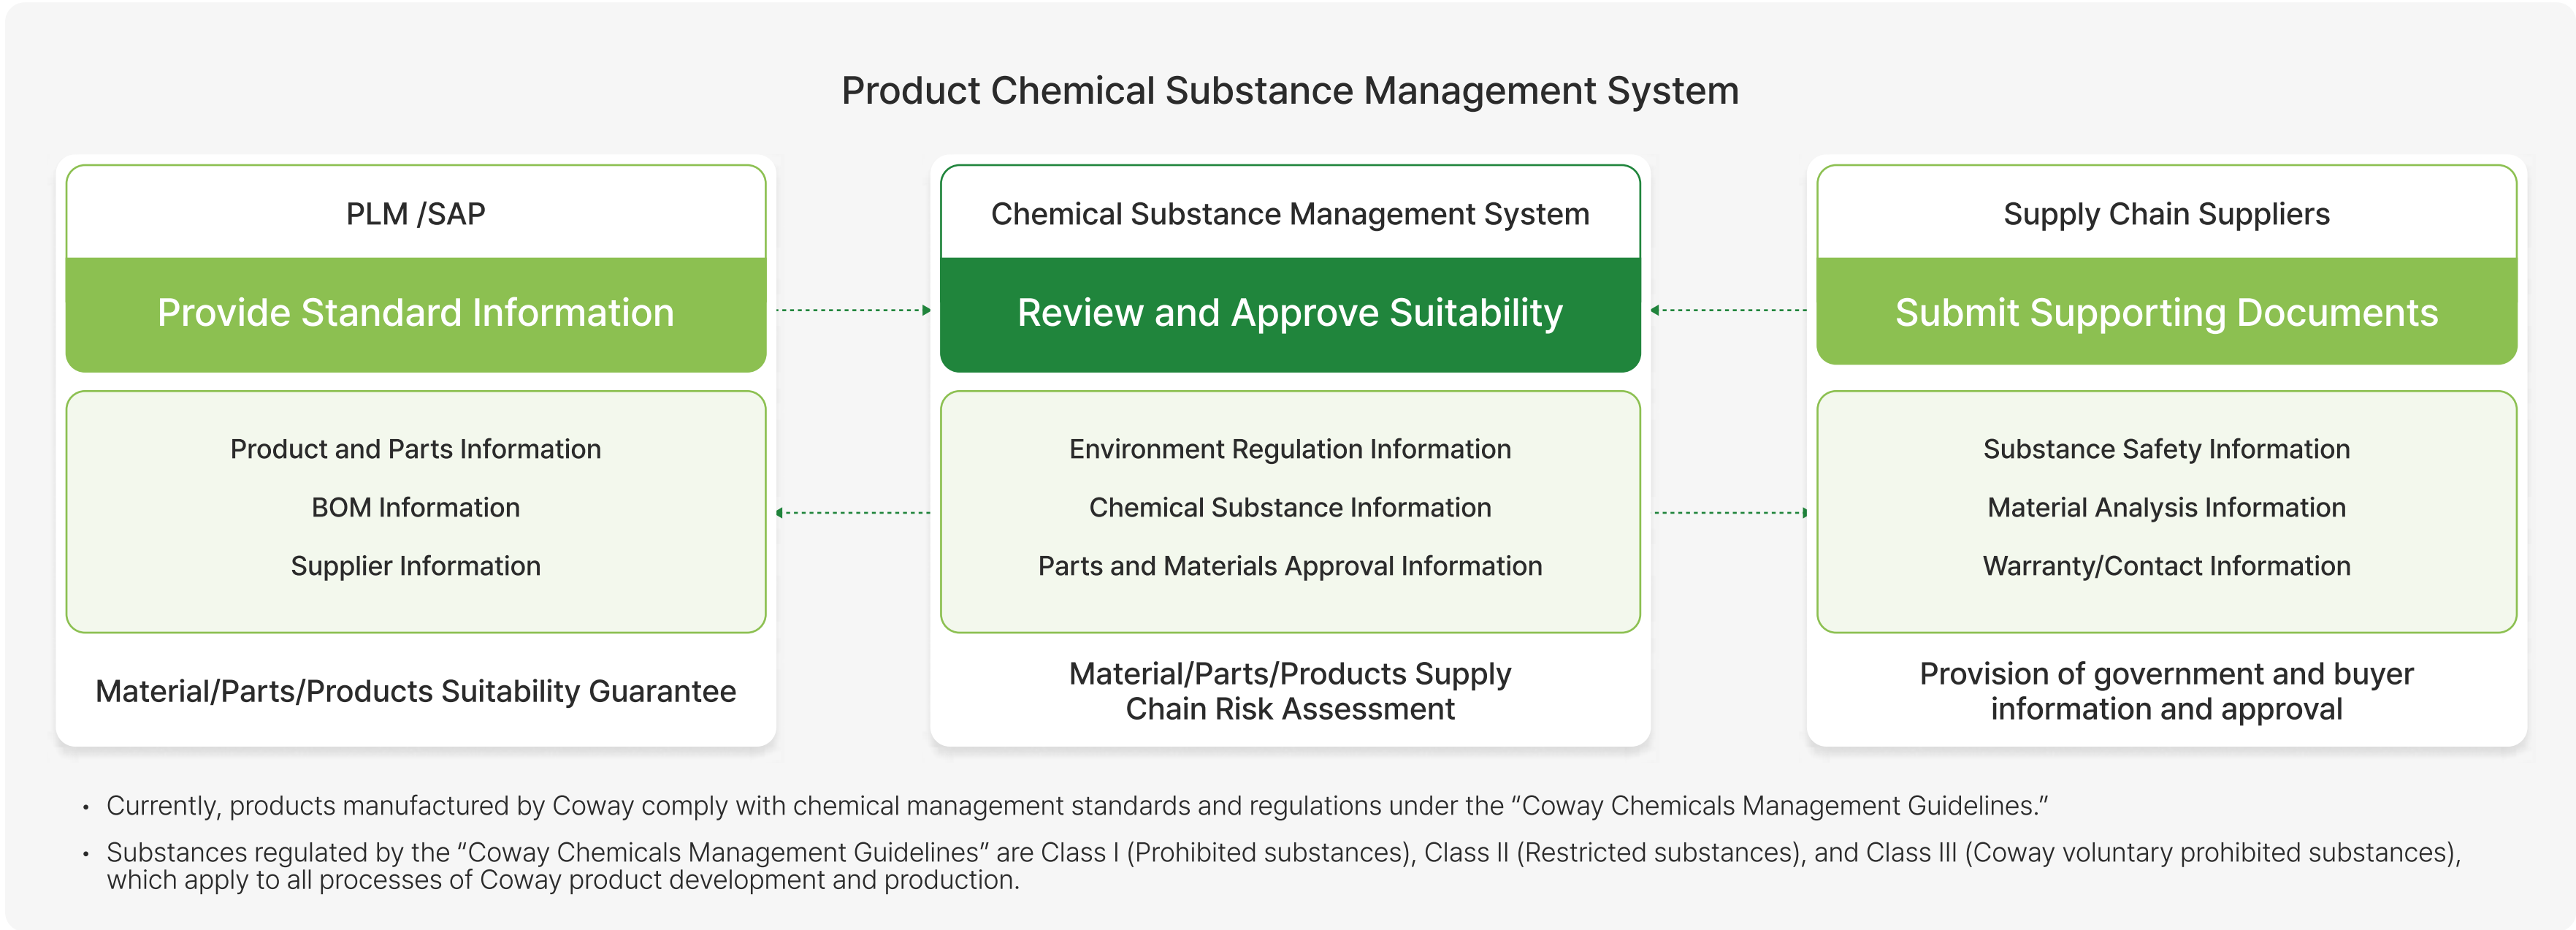 Product Chemical Substance Management System
PLM /SAP
Provide Standard Information
Product and Parts Information
BOM Information
Supplier Information
Material/Parts/Products Suitability Guarantee
Chemical Substance Management System
Review and Approve Suitability
Environment Regulation Information
Chemical Substance Information
Parts and Materials Approval Information
Material/Parts/Products Supply
Chain Risk Assessment
Supply Chain Suppliers
Submit Supporting Documents
Substance Safety Information
Material Analysis Information
Warranty/Contact Information
Provision of government and buyer
information and approval
• Currently, products manufactured by Coway comply with chemical management standards and regulations under the “Coway Chemicals Management Guidelines.”
• Substances regulated by the “Coway Chemicals Management Guidelines” are Class I (Prohibited substances), Class II (Restricted substances), and Class III (Coway voluntary prohibited substances),
which apply to all processes of Coway product development and production.